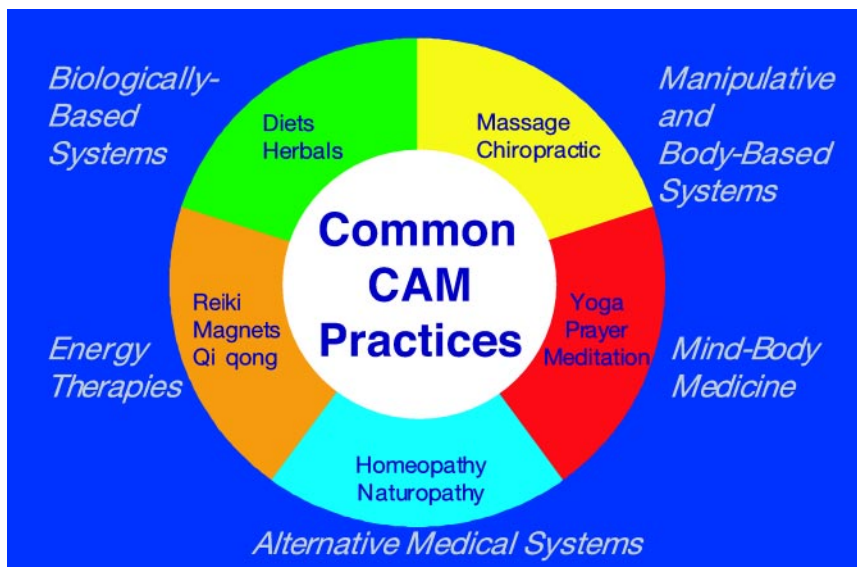 Biologically-
Based
Systems
Diets
Herbals
Massage
Chiropractic
Manipulative
and
Body-Based
Systems
Common
CAM
Practices
Reiki
Magnets
Qi qong
Energy
Therapies
Yoga
Prayer
Meditation
Mind-Body
Medicine
Homeopathy
Naturopathy
Alternative Medical Systems